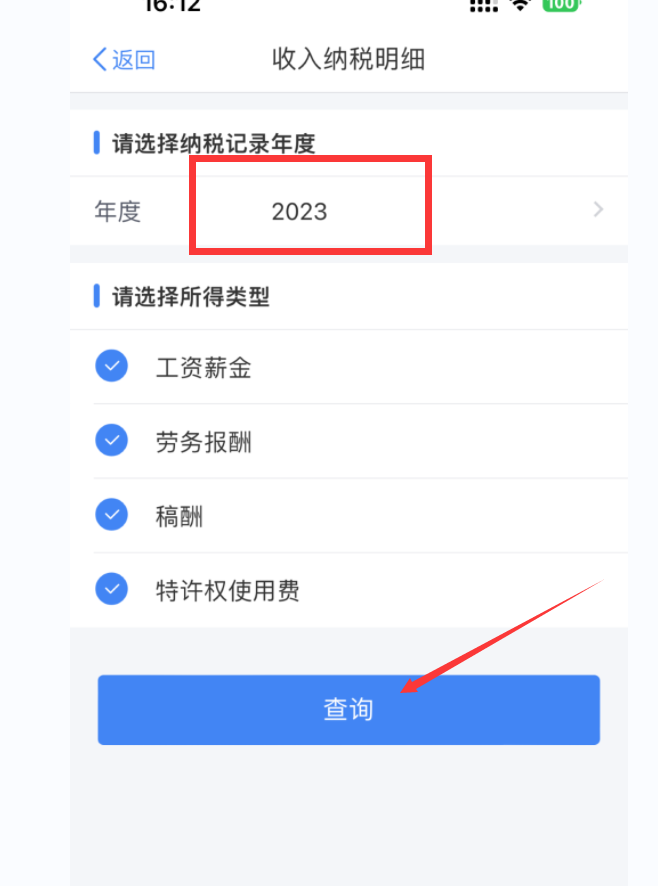 16:12
100
返回
收入纳税明细
请选择纳税记录年度
年度 2023
请选择所得类型
工资薪金
劳务报酬
稿酬
特许权使用费
查询